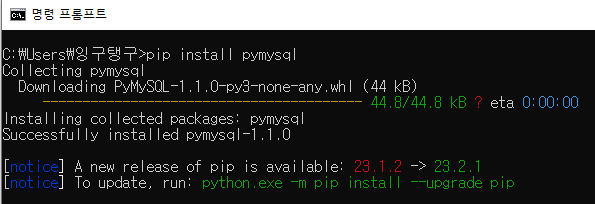 명령 프롬프트
C:\Users\잉구탱구>pip install pymysql
Collecting pymysql
  Downloading PyMySQL-1.1.0-py3-none-any.whl (44 kB)
     ---------------------------------------- 44.8/44.8 kB ? eta 0:00:00
Installing collected packages: pymysql
Successfully installed pymysql-1.1.0
[notice] A new release of pip is available: 23.1.2 -> 23.2.1
[notice] To update, run: python.exe -m pip install --upgrade pip